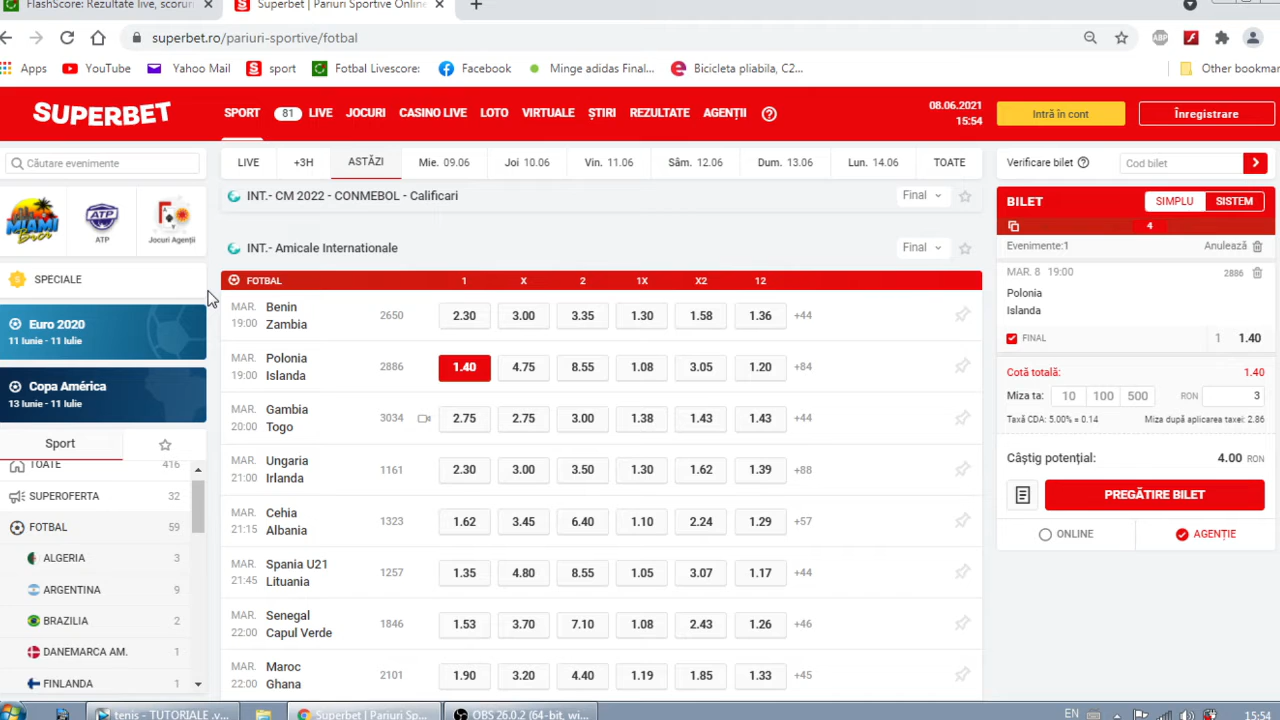 FlashScore: Rezultate live, scoruri
Superbet | Pariuri Sportive Online
superbet.ro/pariuri-sportive/fotbal
Apps YouTube Yahoo Mail sport Fotbal Livescore: Facebook Minge adidas Final... Bicicleta pliabila, C2... Other bookmar
SUPERBET
SPORT 81 LIVE JOCURI CASINO LIVE LOTO VIRTUALE ȘTIRI REZULTATE AGENȚII
08.06.2021
15:54
Intră în cont
Înregistrare
Căutare evenimente
LIVE +3H ASTĂZI Mie. 09.06 Joi 10.06 Vin. 11.06 Sâm. 12.06 Dum. 13.06 Lun. 14.06 TOATE
Verificare bilet Cod bilet
MIAMI
ATP
ATP
Jocuri Agenții
SPECIALE
Euro 2020
11 Iunie - 11 Iulie
Copa América
13 Iunie - 11 Iulie
Sport
TOATE 416
SUPEROFERTA 32
FOTBAL 59
ALGERIA 3
ARGENTINA 9
BRAZILIA 2
DANEMARCA AM. 1
FINLANDA 1
INT.- CM 2022 - CONMEBOL - Calificari Final
INT.- Amicale Internationale Final
FOTBAL 1 X 2 1X X2 12
MAR. Benin
19:00 Zambia 2650 2.30 3.00 3.35 1.30 1.58 1.36 +44
MAR. Polonia
19:00 Islanda 2886 1.40 4.75 8.55 1.08 3.05 1.20 +84
MAR. Gambia
20:00 Togo 3034 2.75 2.75 3.00 1.38 1.43 1.43 +44
MAR. Ungaria
21:00 Irlanda 1161 2.30 3.00 3.50 1.30 1.62 1.39 +88
MAR. Cehia
21:15 Albania 1323 1.62 3.45 6.40 1.10 2.24 1.29 +57
MAR. Spania U21
21:45 Lituania 1257 1.35 4.80 8.55 1.05 3.07 1.17 +44
MAR. Senegal
22:00 Capul Verde 1846 1.53 3.70 7.10 1.08 2.43 1.26 +46
MAR. Maroc
22:00 Ghana 2101 1.90 3.20 4.40 1.19 1.85 1.33 +45
BILET SIMPLU SISTEM
4
Evenimente:1 Anulează
MAR. 8 19:00 2886
Polonia
Islanda
FINAL 1 1.40
Cotă totală: 1.40
Miza ta: 10 100 500 RON 3
Taxă CDA: 5.00% = 0.14 Miza după aplicarea taxei: 2.86
Câștig potențial: 4.00 RON
PREGĂTIRE BILET
ONLINE AGENȚIE
tenis - TUTORIALE .v... Superbet | Pariuri Sp... OBS 26.0.2 (64-bit, wi... EN 15:54